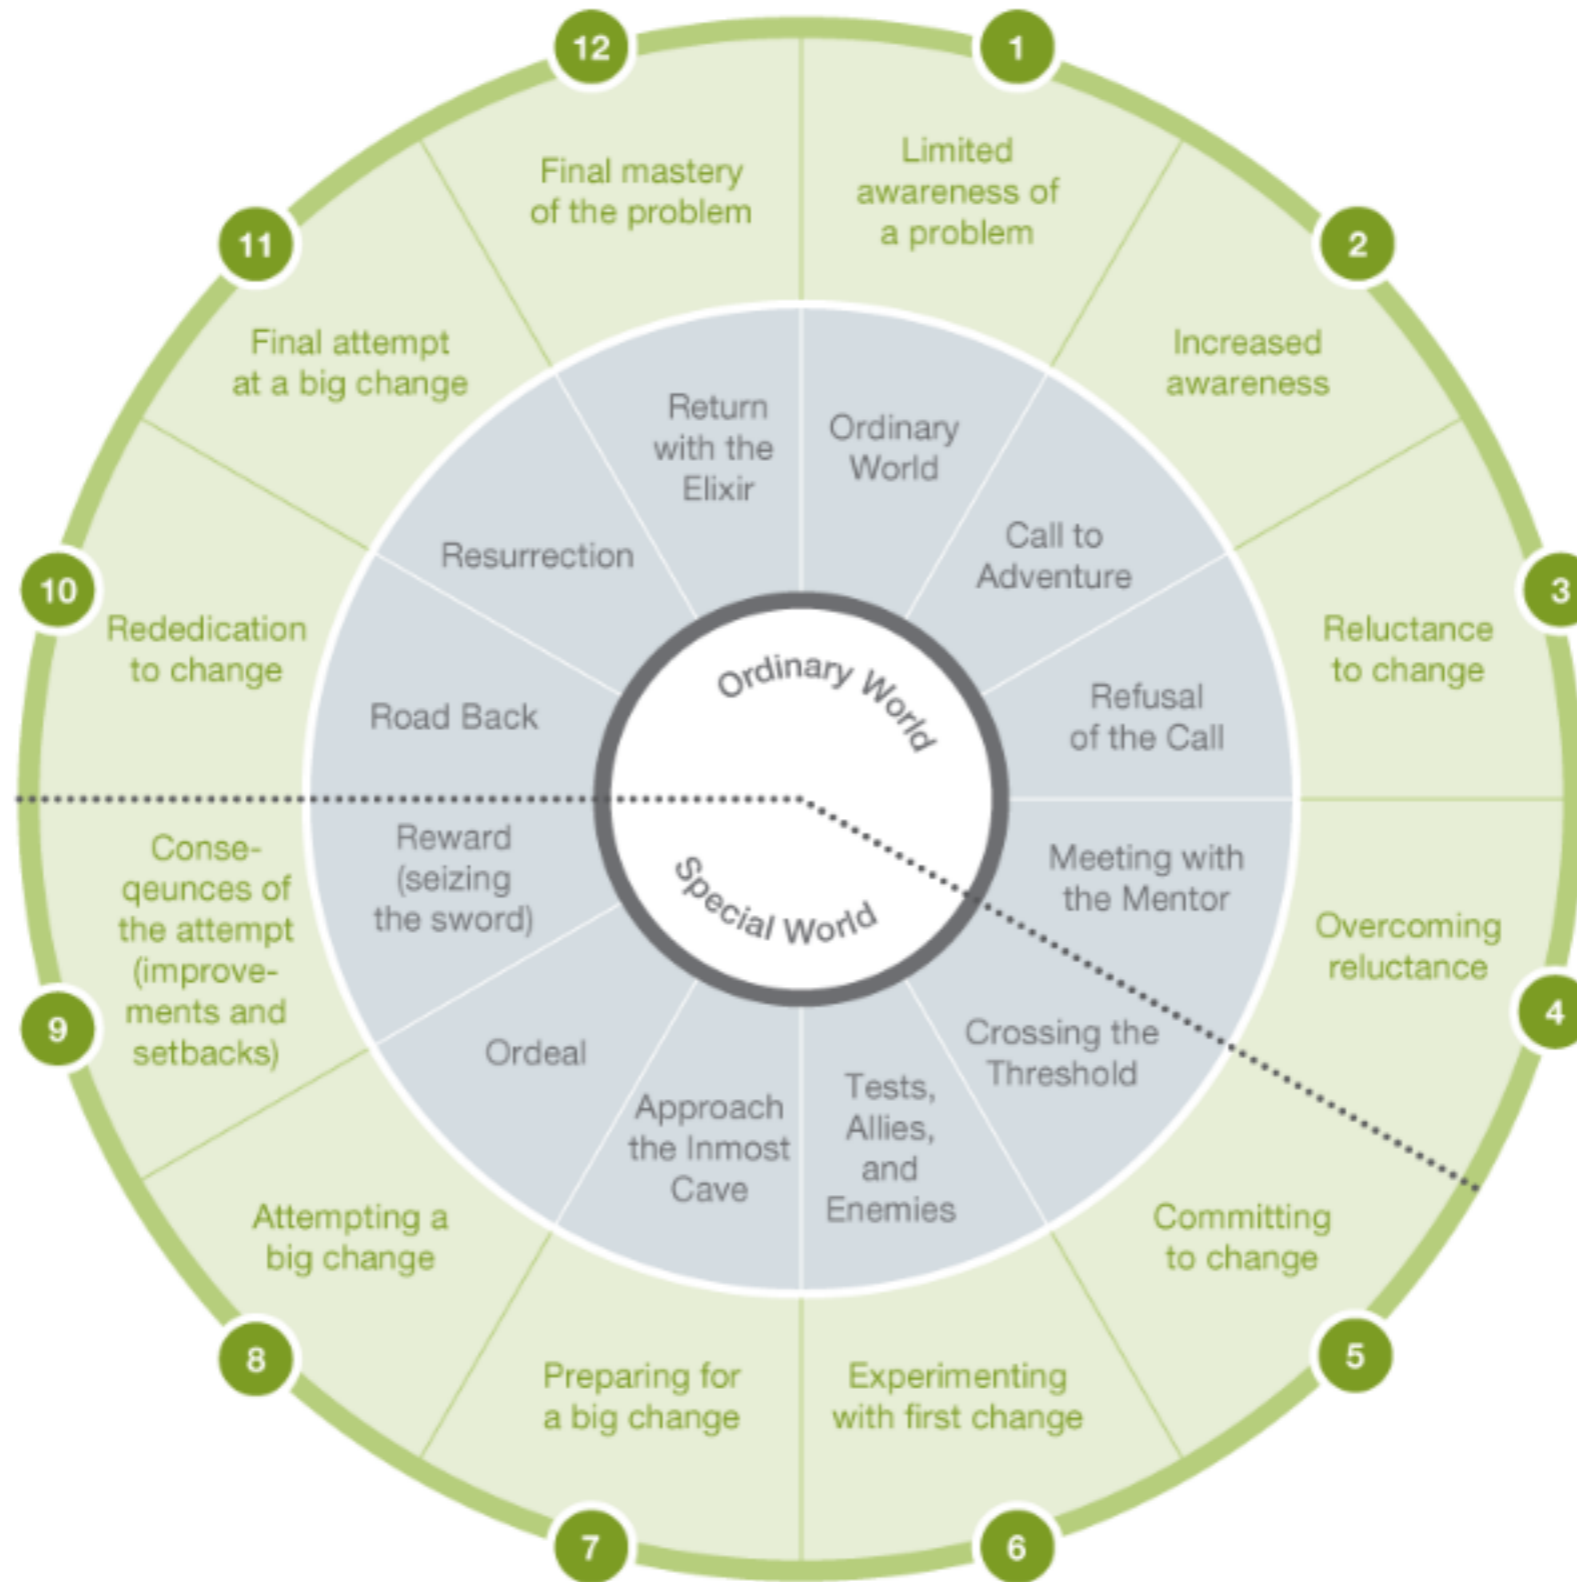 12
1
Final mastery
of the problem
Limited
awareness of
a problem
11
2
Final attempt
at a big change
Increased
awareness
Return
with the
Elixir
Ordinary
World
Resurrection
Call to
Adventure
10
3
Rededication
to change
Reluctance
to change
Road Back
Refusal
of the Call
Ordinary World
Special World
Conse-
qeunces of
the attempt
(improve-
ments and
setbacks)
Reward
(seizing
the sword)
Meeting with
the Mentor
Overcoming
reluctance
9
4
Ordeal
Crossing the
Threshold
Approach
the Inmost
Cave
Tests,
Allies,
and
Enemies
Attempting a
big change
Committing
to change
8
5
Preparing for
a big change
Experimenting
with first change
7
6